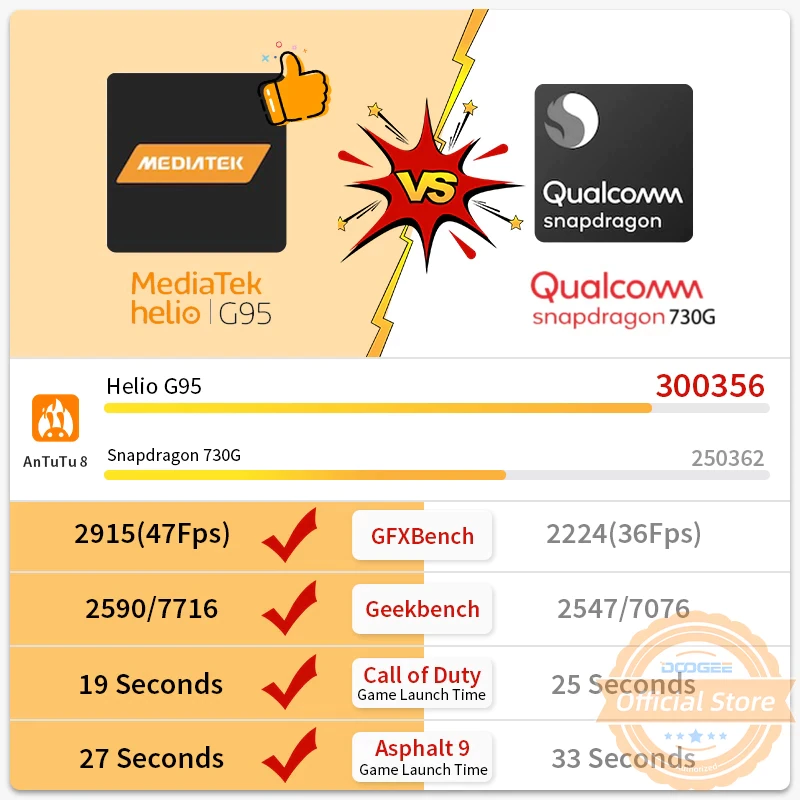 MEDIATEK
VS
Qualcomm
snapdragon
MediaTek
helio | G95
Qualcomm
snapdragon 730G
Helio G95
300356
AnTuTu 8
Snapdragon 730G
250362
2915(47Fps)
GFXBench
2224(36Fps)
2590/7716
Geekbench
2547/7076
19 Seconds
Call of Duty
Game Launch Time
25 Seconds
27 Seconds
Asphalt 9
Game Launch Time
33 Seconds
DOOGEE
Official Store